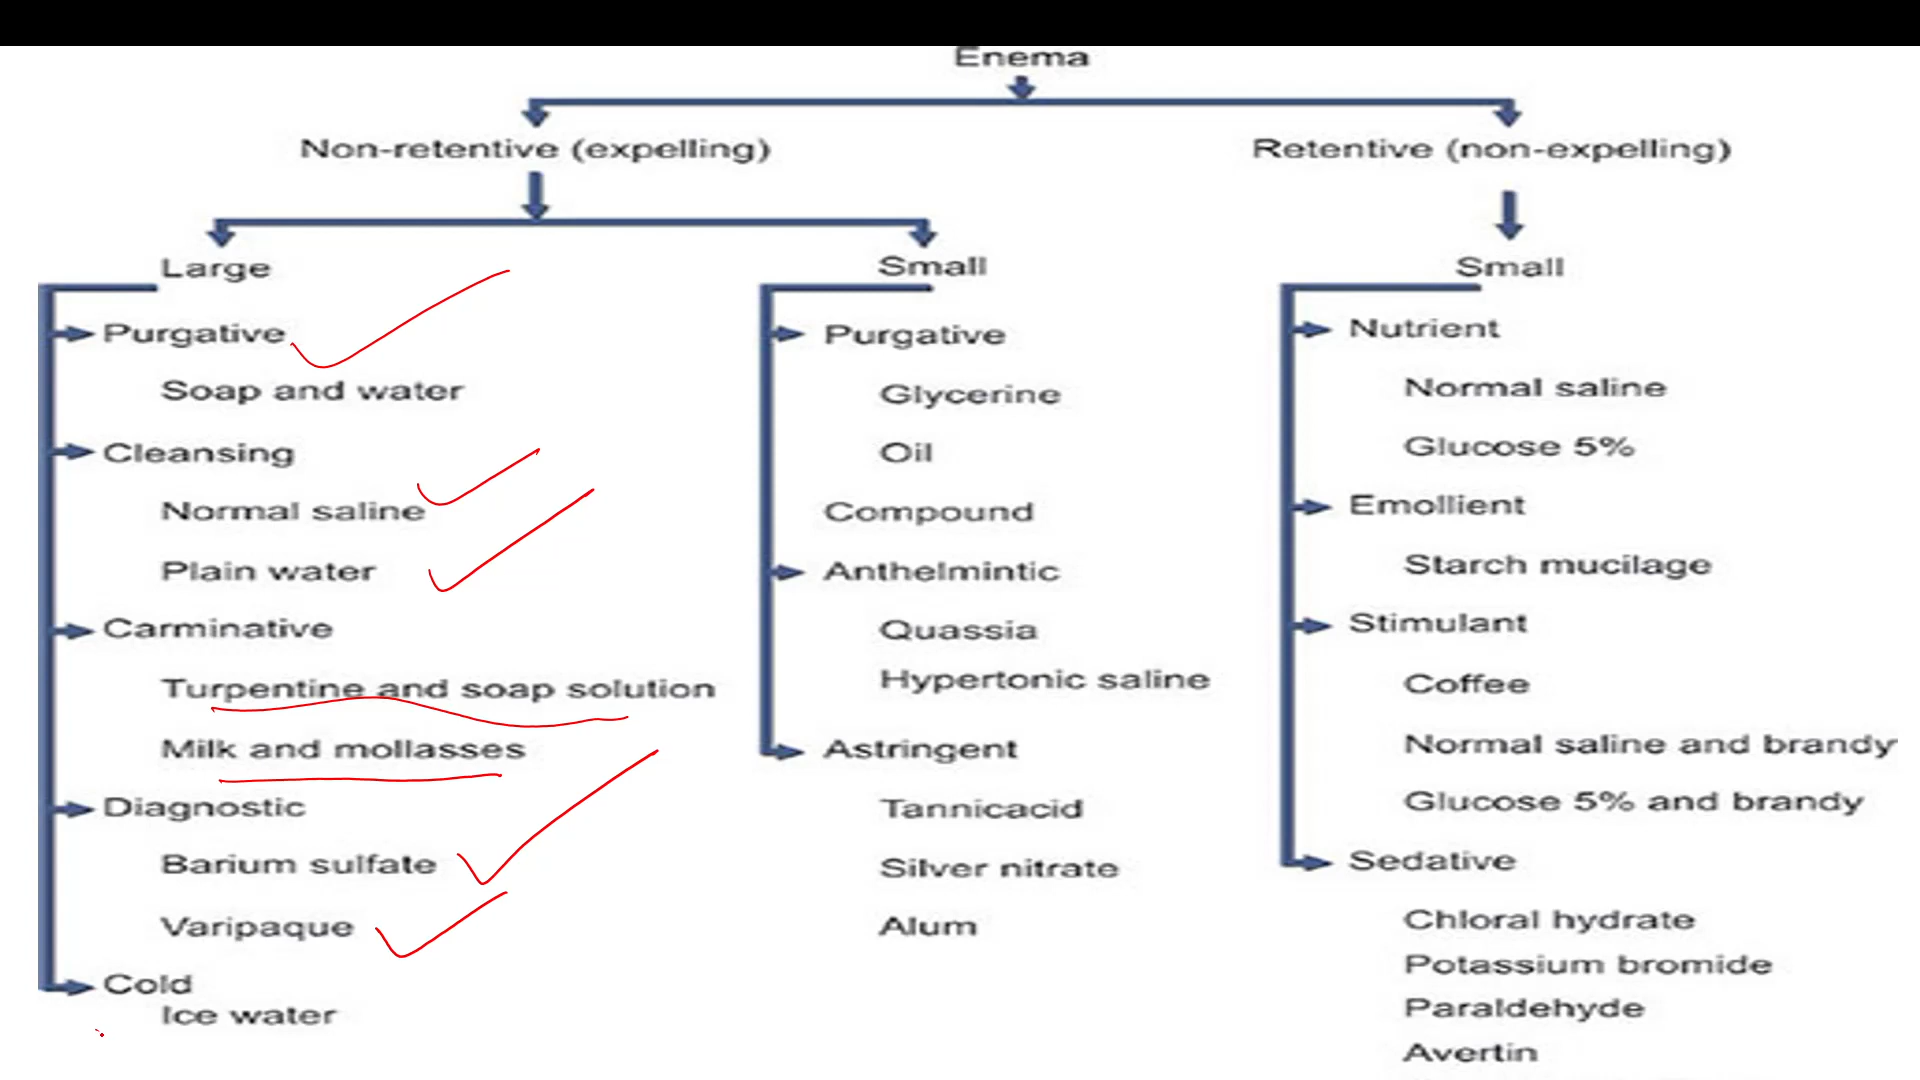 Enema
Non-retentive (expelling)
Retentive (non-expelling)
Large
Purgative
Soap and water
Cleansing
Normal saline
Plain water
Carminative
Turpentine and soap solution
Milk and mollasses
Diagnostic
Barium sulfate
Varipaque
Cold
Ice water
Small
Purgative
Glycerine
Oil
Compound
Anthelmintic
Quassia
Hypertonic saline
Astringent
Tannicacid
Silver nitrate
Alum
Small
Nutrient
Normal saline
Glucose 5%
Emollient
Starch mucilage
Stimulant
Coffee
Normal saline and brandy
Glucose 5% and brandy
Sedative
Chloral hydrate
Potassium bromide
Paraldehyde
Avertin